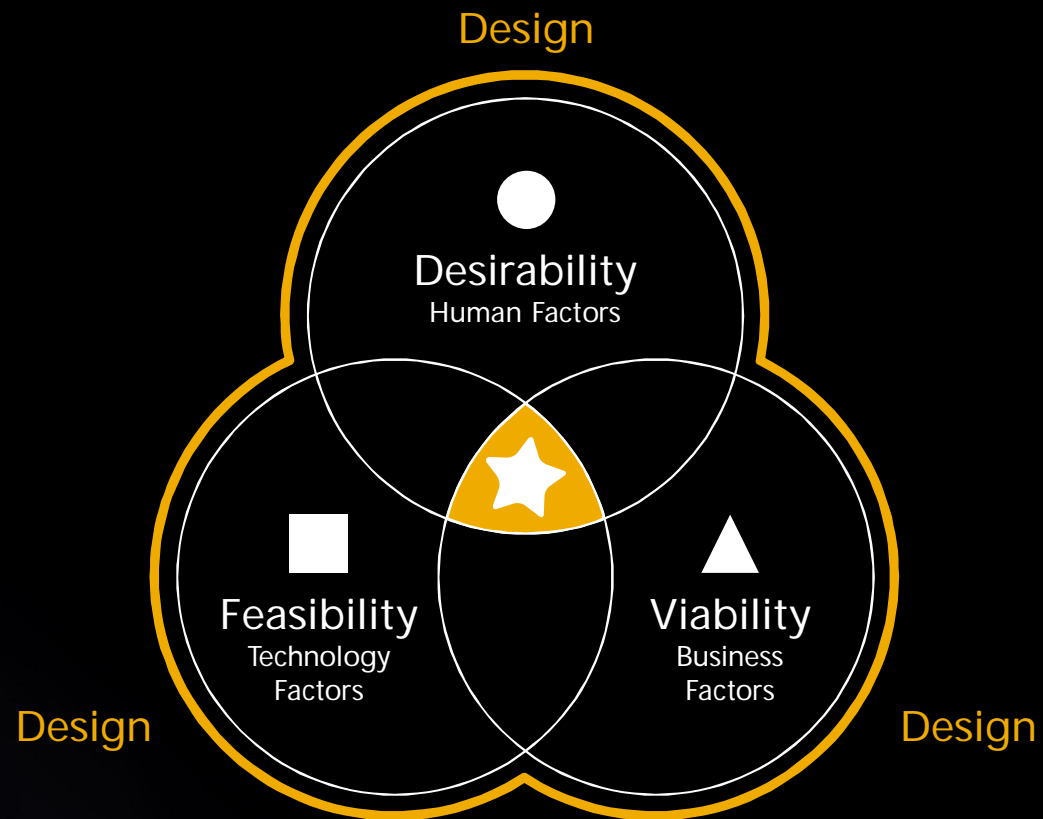 Design
Desirability
Human Factors
Feasibility
Technology
Factors
Viability
Business
Factors
Design
Design